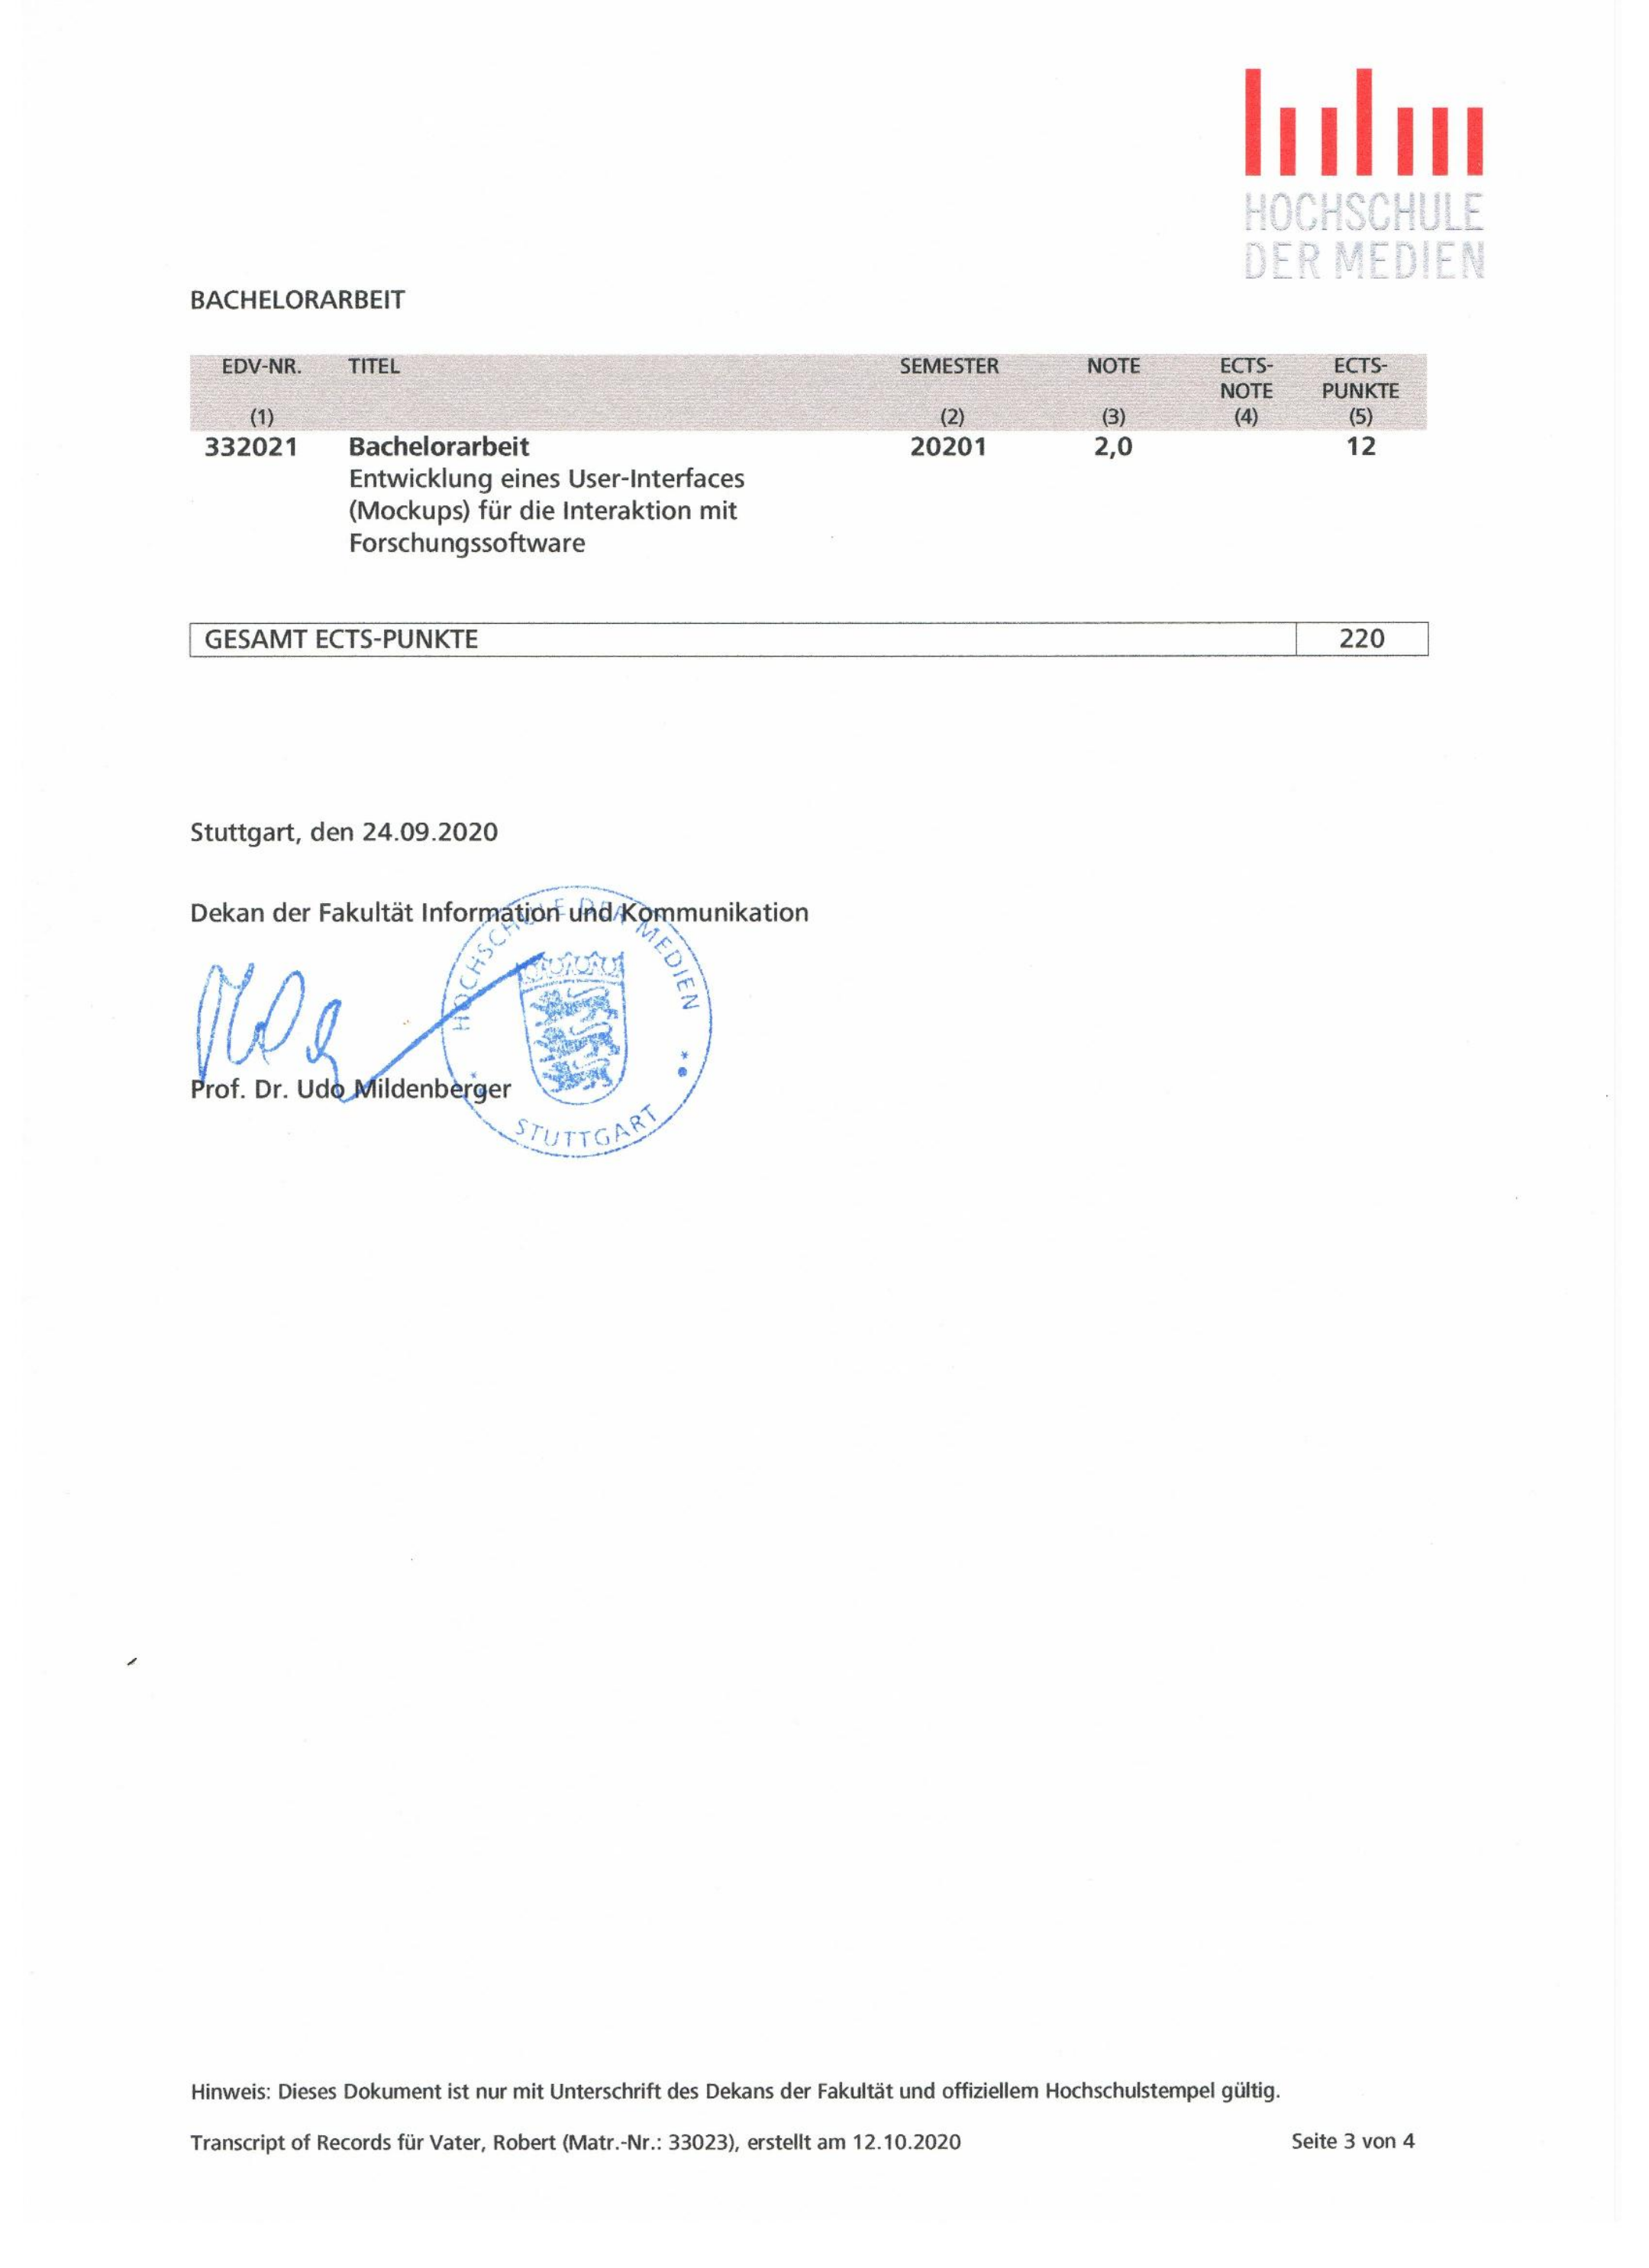 HOCHSCHULE
DER MEDIEN
BACHELORARBEIT
EDV-NR. TITEL SEMESTER NOTE ECTS- ECTS-
NOTE PUNKTE
(1) (2) (3) (4) (5)
332021 Bachelorarbeit 20201 2,0 12
Entwicklung eines User-Interfaces
(Mockups) für die Interaktion mit
Forschungssoftware
GESAMT ECTS-PUNKTE 220
Stuttgart, den 24.09.2020
Dekan der Fakultät Information und Kommunikation
HOCHSCHULE DER MEDIEN
STUTTGART
Prof. Dr. Udo Mildenberger
Hinweis: Dieses Dokument ist nur mit Unterschrift des Dekans der Fakultät und offiziellem Hochschulstempel gültig.
Transcript of Records für Vater, Robert (Matr.-Nr.: 33023), erstellt am 12.10.2020 Seite 3 von 4